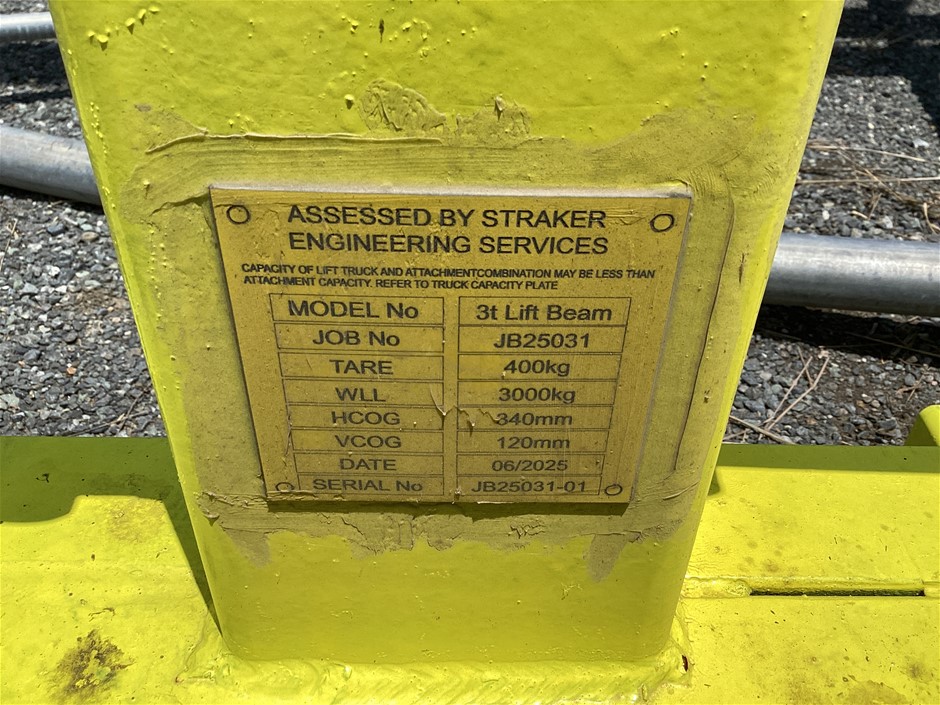 ASSESSED BY STRAKER
ENGINEERING SERVICES
CAPACITY OF LIFT TRUCK AND ATTACHMENTCOMBINATION MAY BE LESS THAN
ATTACHMENT CAPACITY. REFER TO TRUCK CAPACITY PLATE
MODEL No 3t Lift Beam
JOB No JB25031
TARE 400kg
WLL 3000kg
HCOG 340mm
VCOG 120mm
DATE 06/2025
SERIAL No JB25031-01